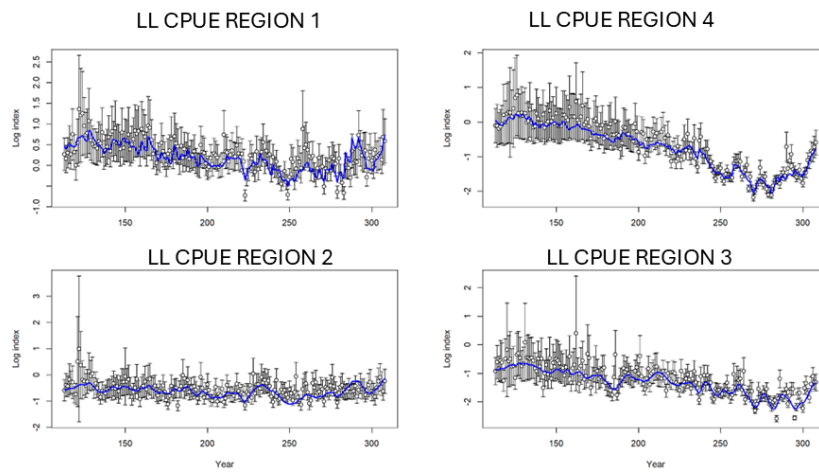 LL CPUE REGION 1
Log index
2.5
2.0
1.5
1.0
0.5
0.0
-1.0
150 200 250 300
LL CPUE REGION 4
Log index
2
1
0
-1
-2
150 200 250 300
LL CPUE REGION 2
Log index
3
2
1
0
-1
-2
150 200 250 300
Year
LL CPUE REGION 3
Log index
2
1
0
-1
-2
150 200 250 300
Year